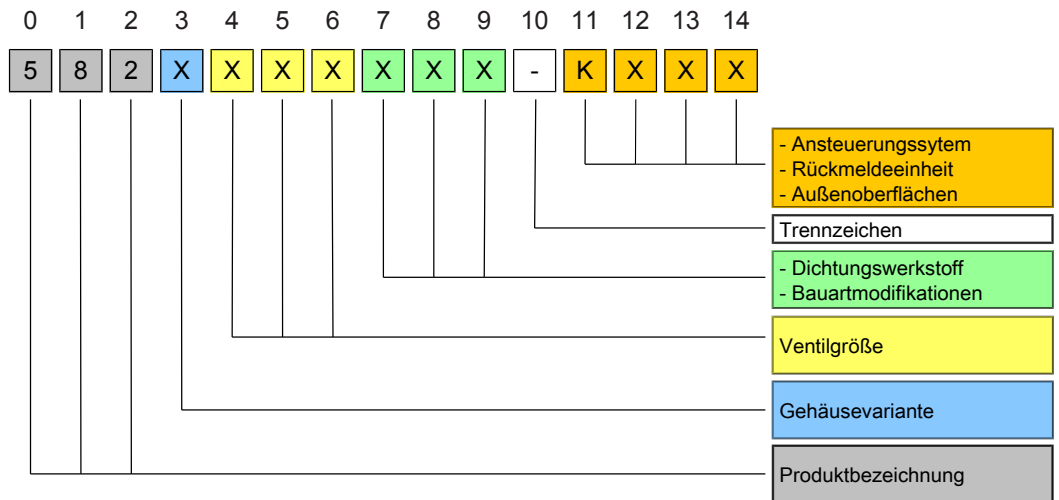 0 1 2 3 4 5 6 7 8 9 10 11 12 13 14
5 8 2 X X X X X X X - K X X X
- Ansteuerungssytem
- Rückmeldeeinheit
- Außenoberflächen
Trennzeichen
- Dichtungswerkstoff
- Bauartmodifikationen
Ventilgröße
Gehäusevariante
Produktbezeichnung